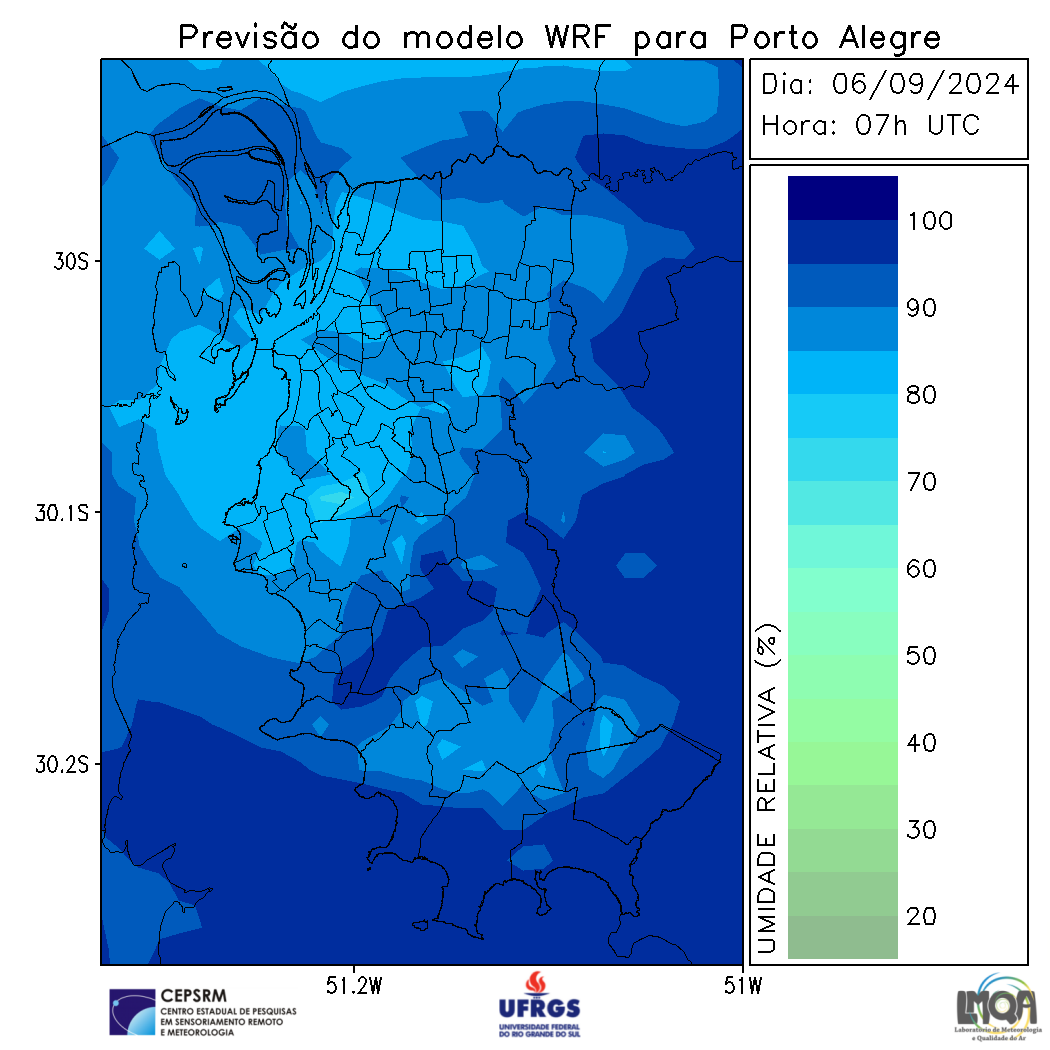 Previsão do modelo WRF para Porto Alegre
Dia: 06/09/2024
Hora: 07h UTC
30S
30.1S
30.2S
51.2W
51W
100
90
80
70
60
50
40
30
20
UMIDADE RELATIVA (%)
CEPSRM
CENTRO ESTADUAL DE PESQUISAS
EM SENSORIAMENTO REMOTO
E METEOROLOGIA
UFRGS
UNIVERSIDADE FEDERAL
DO RIO GRANDE DO SUL
LMQA
Laboratório de Meteorologia
e Qualidade do Ar